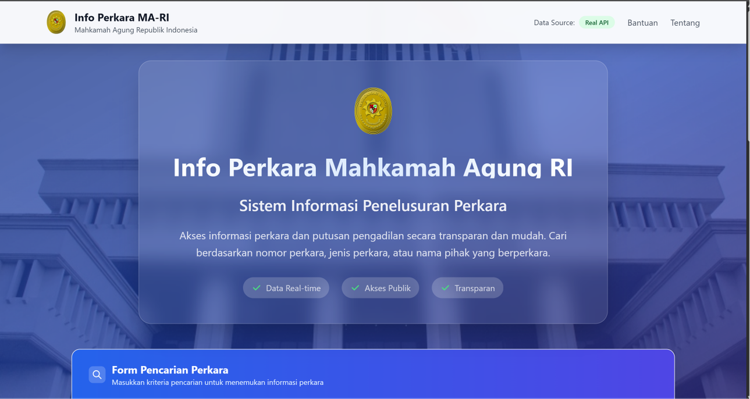 Info Perkara MA-RI
Mahkamah Agung Republik Indonesia
Data Source: Real API Bantuan Tentang
Info Perkara Mahkamah Agung RI
Sistem Informasi Penelusuran Perkara
Akses informasi perkara dan putusan pengadilan secara transparan dan mudah. Cari
berdasarkan nomor perkara, jenis perkara, atau nama pihak yang berperkara.
Data Real-time Akses Publik Transparan
Form Pencarian Perkara
Masukkan kriteria pencarian untuk menemukan informasi perkara